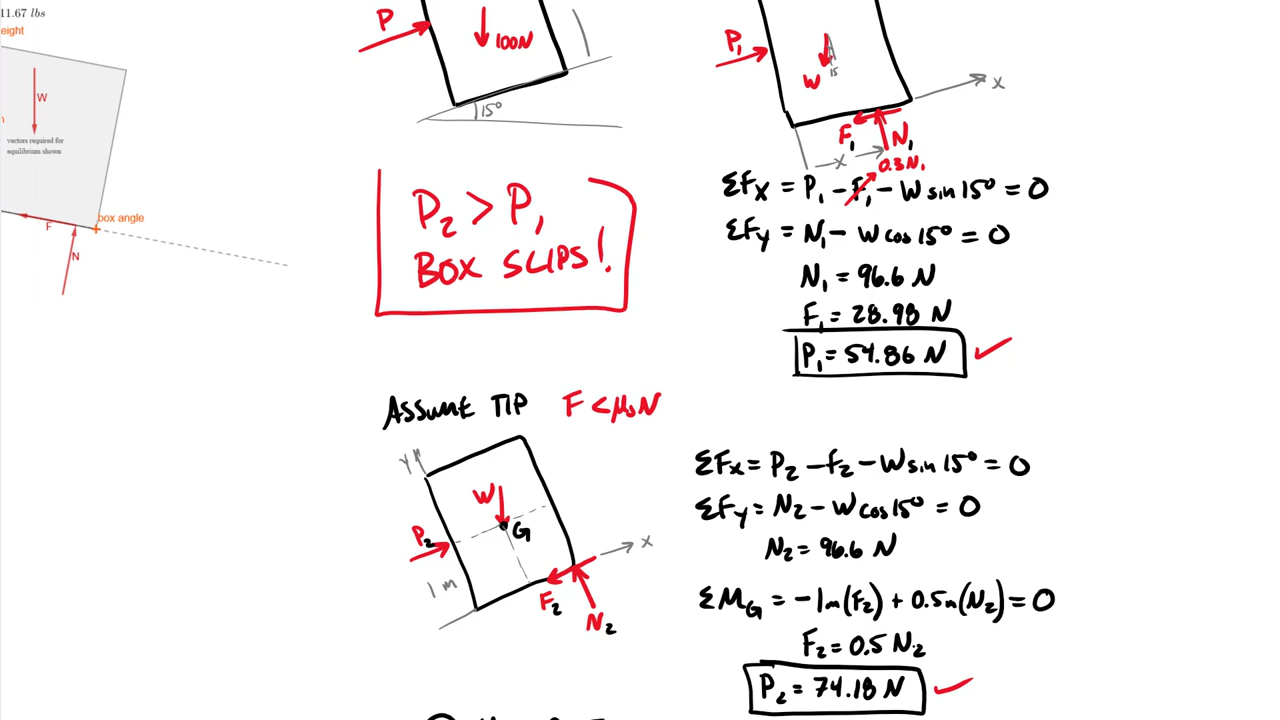 11.67 lbs
eight
W
vectors required for
equilibrium shown
F
box angle
N
P
100N
15°
P₁
W
15
F₁
N₁
x
x
0.3N₁
ΣFx = P₁ - F₁ - W sin 15° = 0
ΣFy = N₁ - W cos 15° = 0
N₁ = 96.6 N
F₁ = 28.98 N
P₁ = 54.86 N
P₂ > P₁
BOX SLIPS!
ASSUME TIP F < μsN
y
W
G
P₂
x
1m
F₂
N₂
ΣFx = P₂ - f₂ - W sin 15° = 0
ΣFy = N₂ - W cos 15° = 0
N₂ = 96.6 N
ΣM_G = -1m(F₂) + 0.5m(N₂) = 0
F₂ = 0.5 N₂
P₂ = 74.18 N